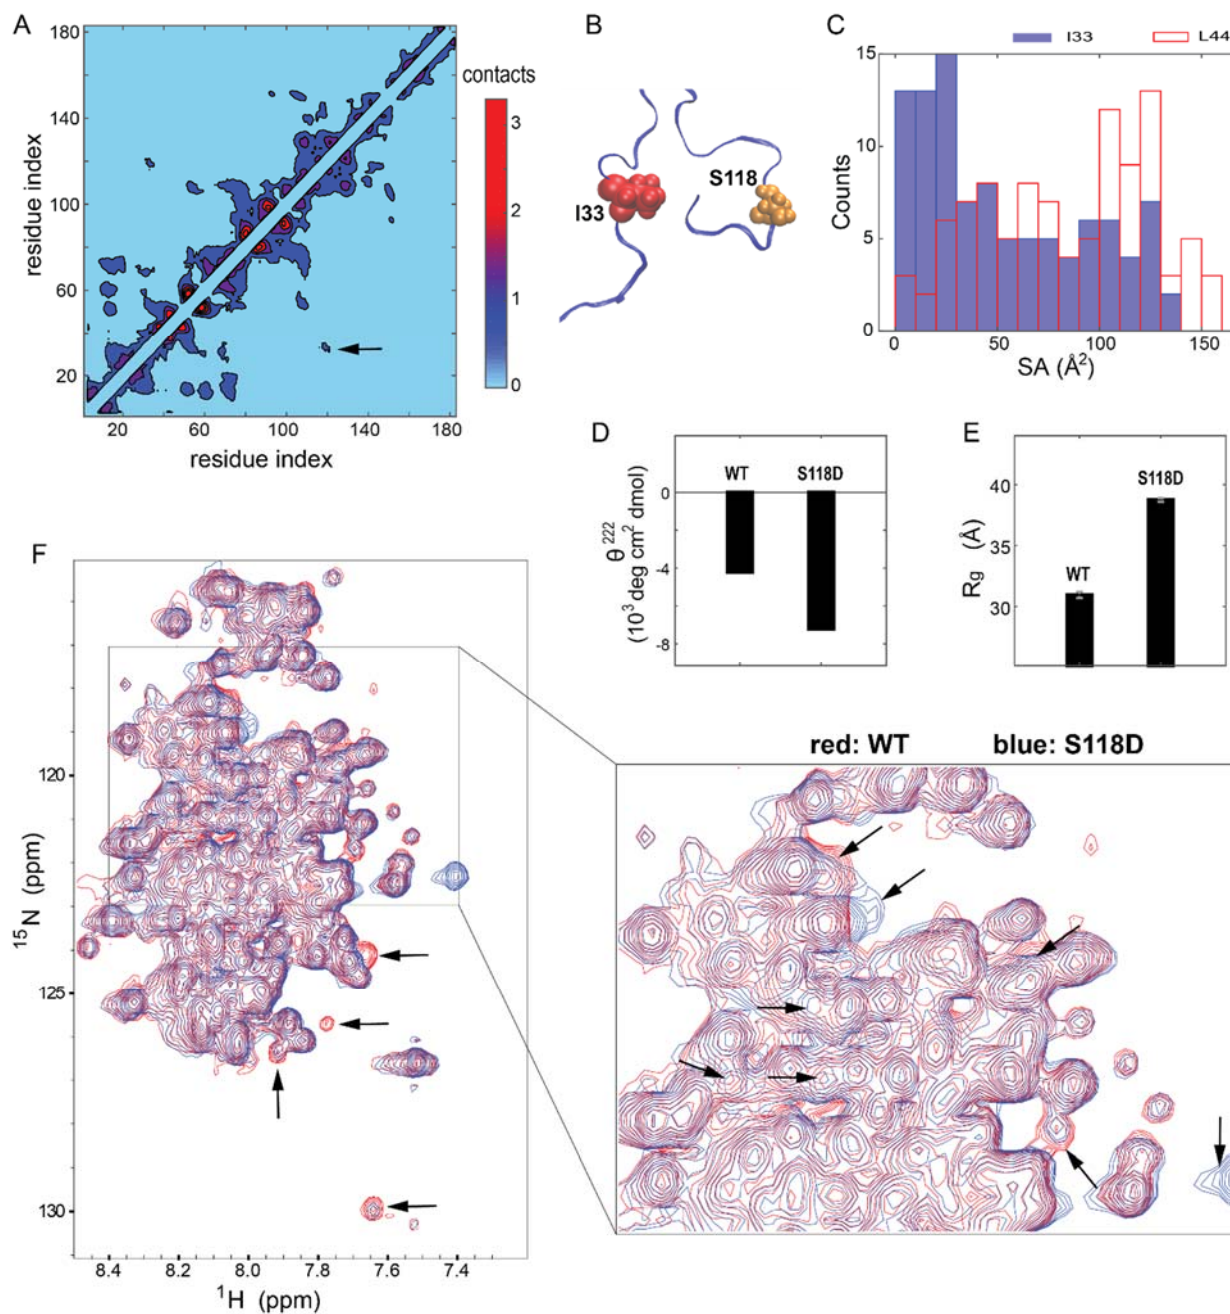 A
180
140
100
60
20
20 60 100 140 180
residue index
residue index
contacts
3
2
1
0
B
I33
S118
C
I33 L44
15
10
5
0
Counts
0 50 100 150
SA (Å²)
D
WT S118D
0
-4
-8
θ²²²
(10³ deg cm² dmol)
E
S118D
WT
40
35
30
Rg (Å)
F
120
125
130
¹⁵N (ppm)
8.4 8.2 8.0 7.8 7.6 7.4
¹H (ppm)
red: WT blue: S118D